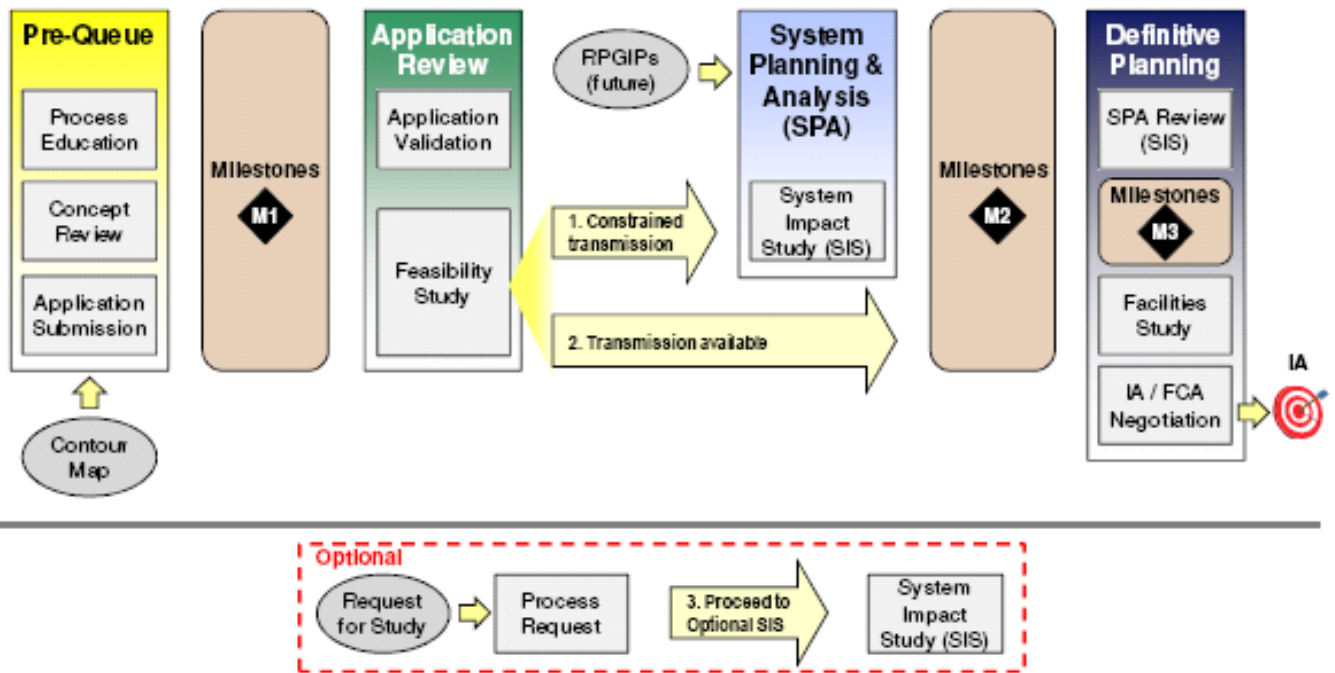 Pre-Queue
Process
Education
Concept
Review
Application
Submission
Contour
Map
Milestones
M1
Application
Review
Application
Validation
Feasibility
Study
RPGIPs
(future)
1. Constrained
transmission
2. Transmission available
System
Planning &
Analysis
(SPA)
System
Impact
Study (SIS)
Milestones
M2
Definitive
Planning
SPA Review
(SIS)
Milestones
M3
Facilities
Study
IA / FCA
Negotiation
IA
Optional
Request
for Study
Process
Request
3. Proceed to
Optional SIS
System
Impact
Study (SIS)